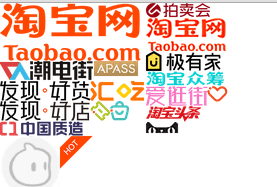 淘宝网
Taobao.com
潮电街 APASS
发现·好货 汇吃
发现·好店
C1 中国质造
HOT
拍卖会
淘宝网
Taobao.com
极有家
淘宝众筹
爱逛街
淘宝头条